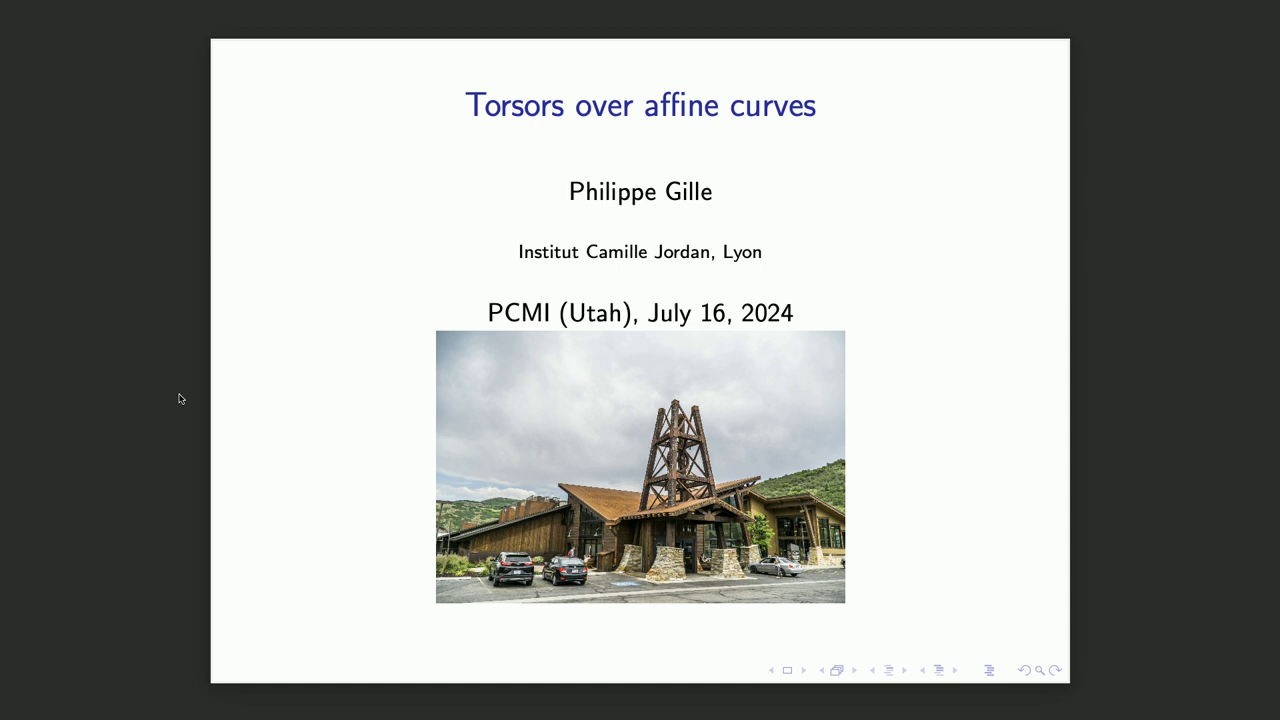 Torsors over affine curves
Philippe Gille
Institut Camille Jordan, Lyon
PCMI (Utah), July 16, 2024